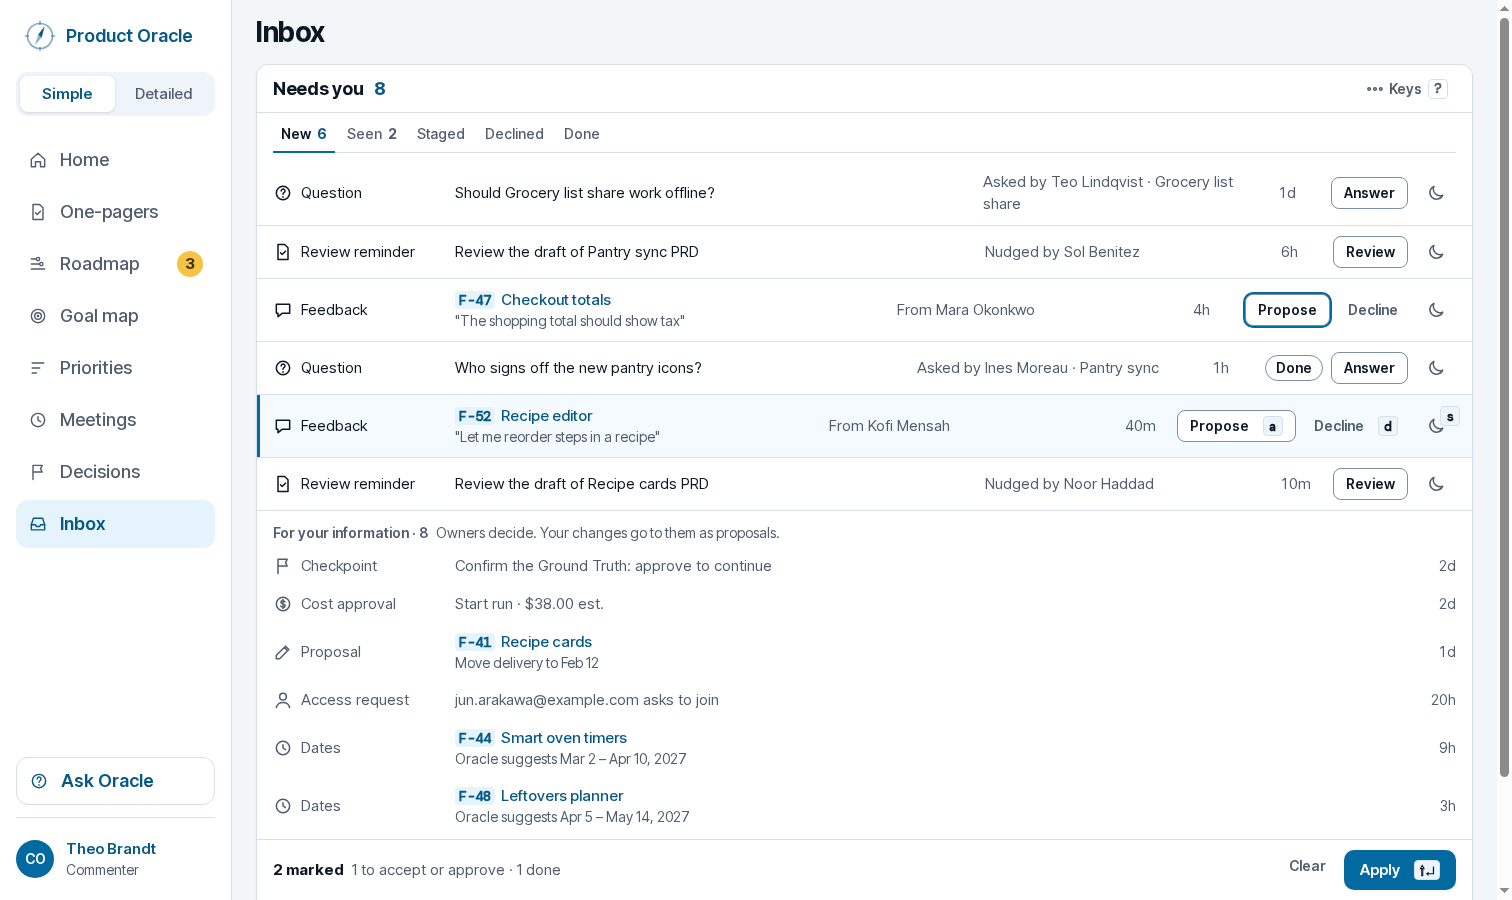 Product Oracle
Simple Detailed
Home
One-pagers
Roadmap 3
Goal map
Priorities
Meetings
Decisions
Inbox
Ask Oracle
CO Theo Brandt
Commenter
Inbox
Needs you 8 Keys ?
New 6 Seen 2 Staged Declined Done
Question Should Grocery list share work offline? Asked by Teo Lindqvist · Grocery list share 1d Answer
Review reminder Review the draft of Pantry sync PRD Nudged by Sol Benitez 6h Review
Feedback F-47 Checkout totals From Mara Okonkwo 4h Propose Decline
"The shopping total should show tax"
Question Who signs off the new pantry icons? Asked by Ines Moreau · Pantry sync 1h Done Answer
Feedback F-52 Recipe editor From Kofi Mensah 40m Propose a Decline d s
"Let me reorder steps in a recipe"
Review reminder Review the draft of Recipe cards PRD Nudged by Noor Haddad 10m Review
For your information · 8 Owners decide. Your changes go to them as proposals.
Checkpoint Confirm the Ground Truth: approve to continue 2d
Cost approval Start run · $38.00 est. 2d
Proposal F-41 Recipe cards 1d
Move delivery to Feb 12
Access request jun.arakawa@example.com asks to join 20h
Dates F-44 Smart oven timers 9h
Oracle suggests Mar 2 – Apr 10, 2027
Dates F-48 Leftovers planner 3h
Oracle suggests Apr 5 – May 14, 2027
2 marked 1 to accept or approve · 1 done Clear Apply